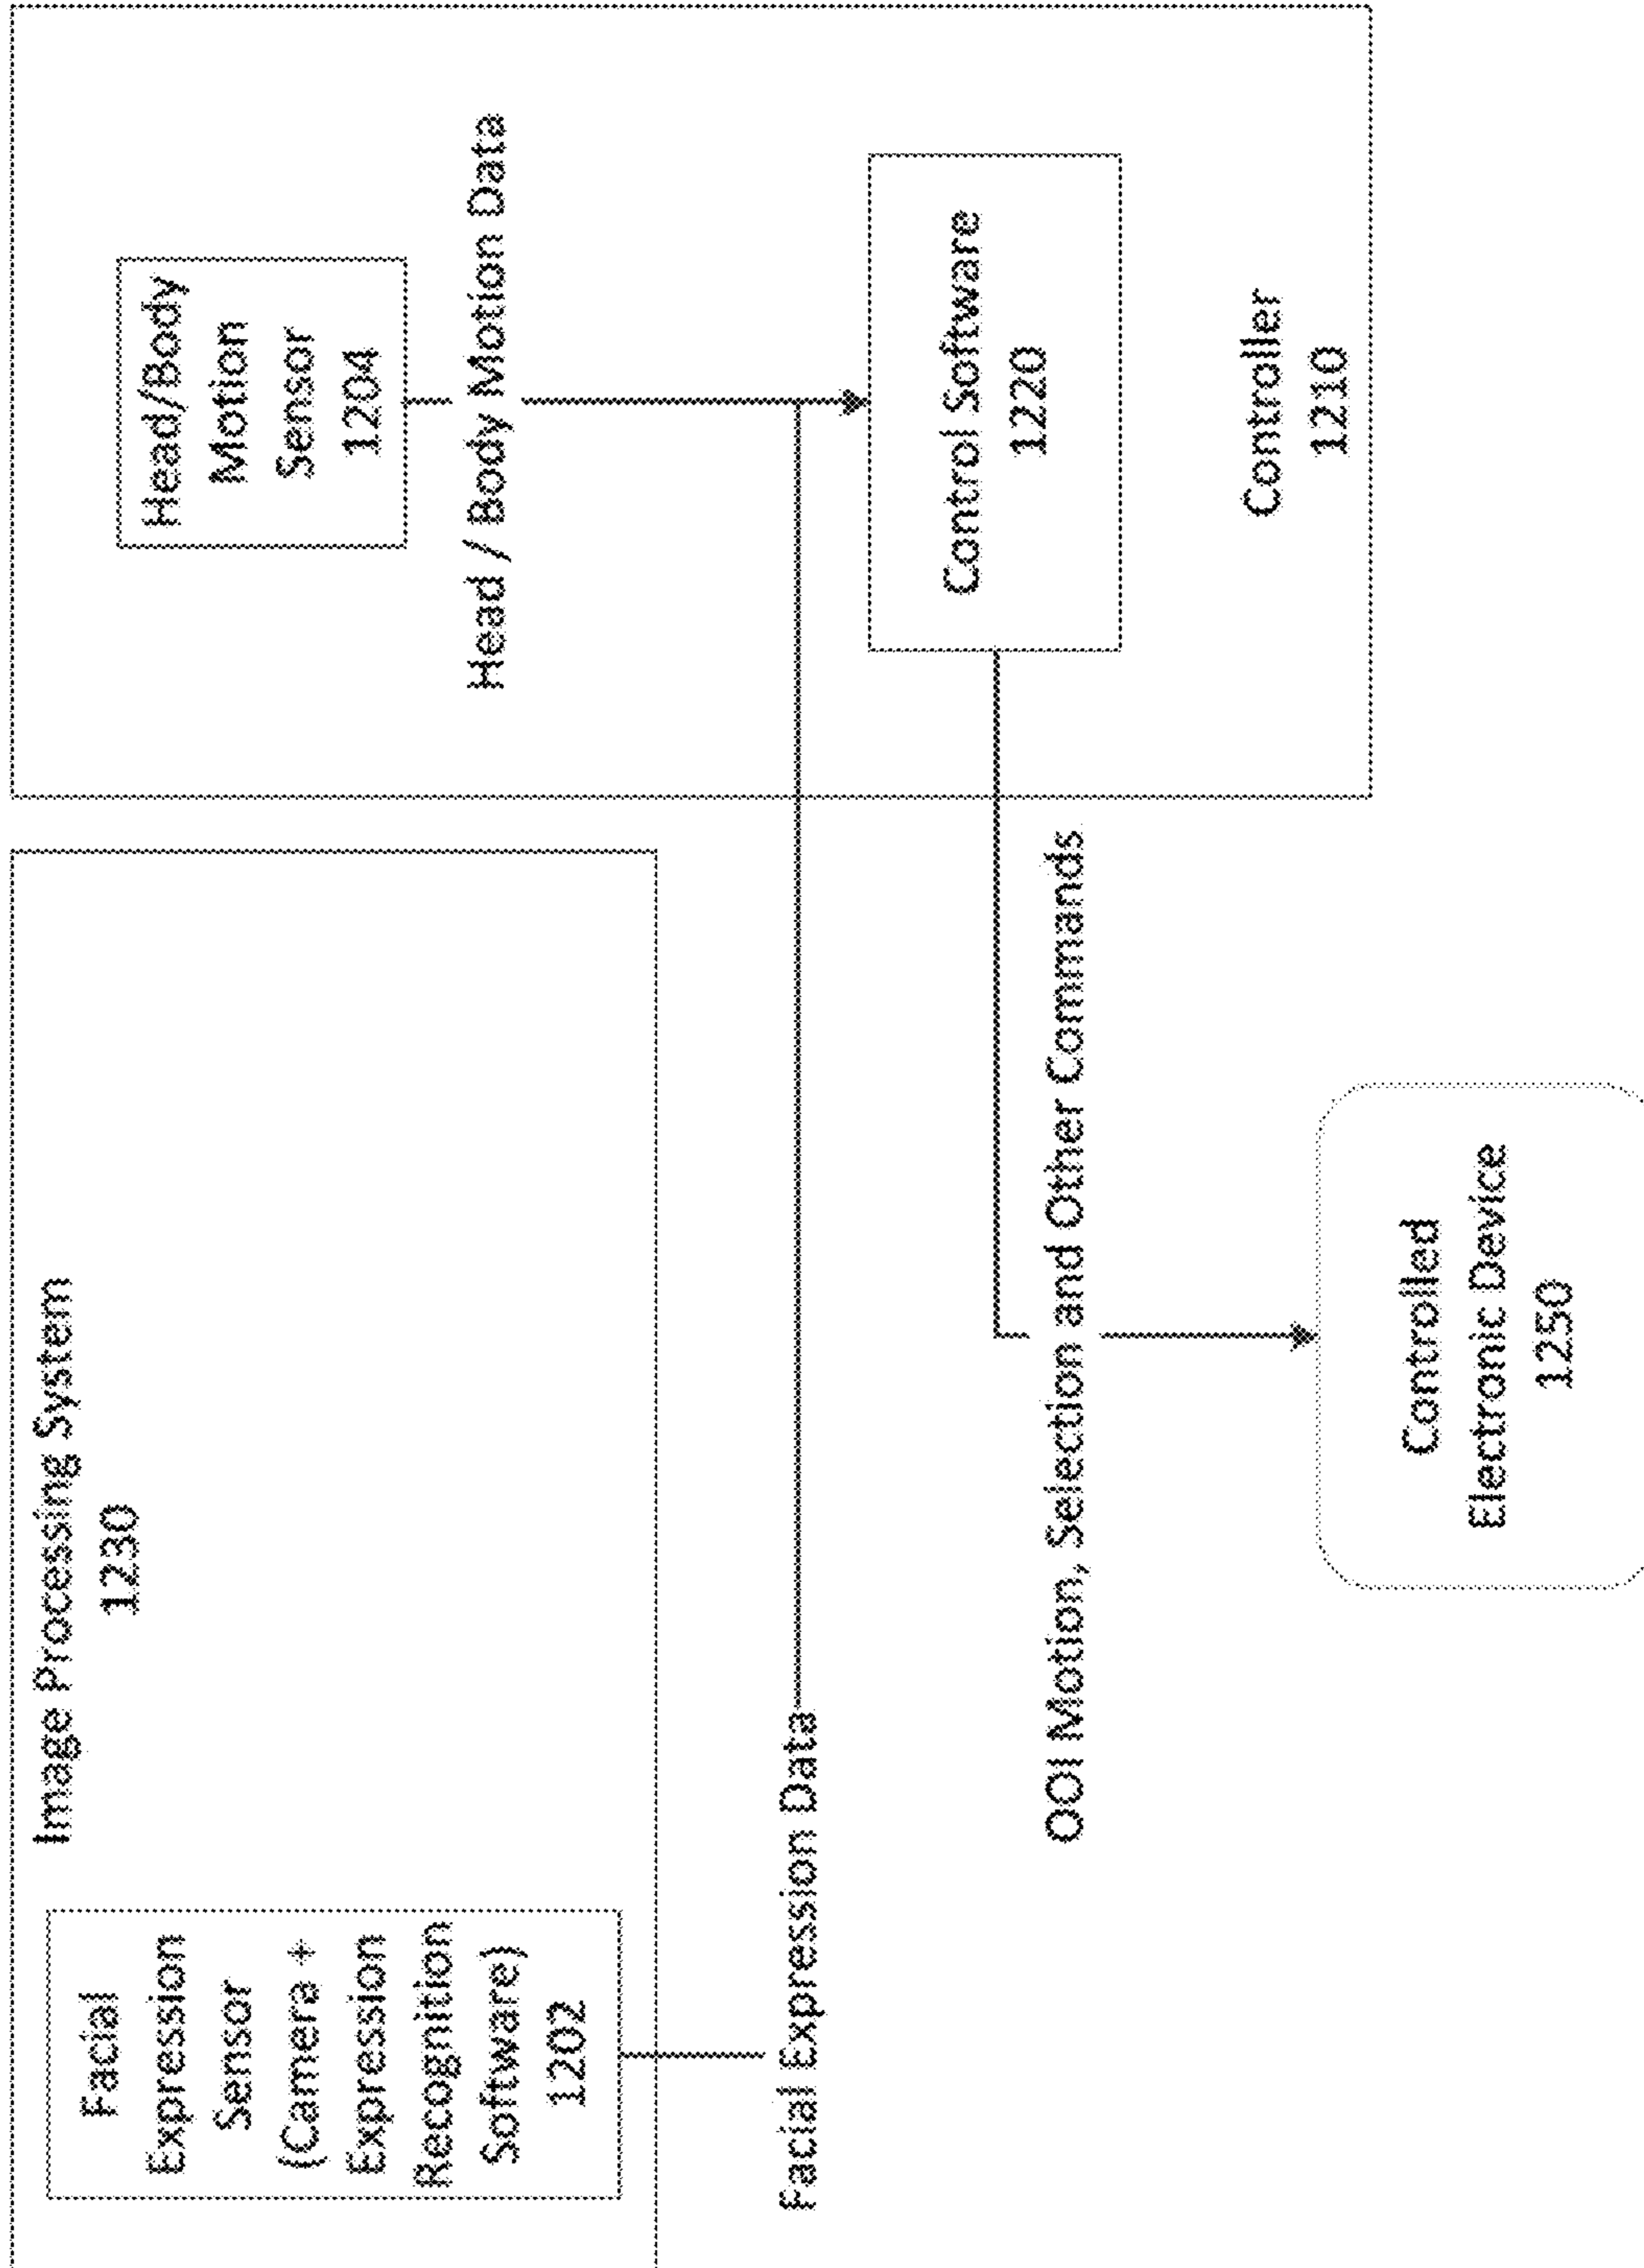 Image Processing System
1230
Facial
Expression
Sensor
(Camera +
Expression
Recognition
Software)
1202
Head/Body
Motion
Sensor
1204
Head / Body Motion Data
Facial Expression Data
Control Software
1220
OOI Motion, Selection and Other Commands
Controller
1210
Controlled
Electronic Device
1250